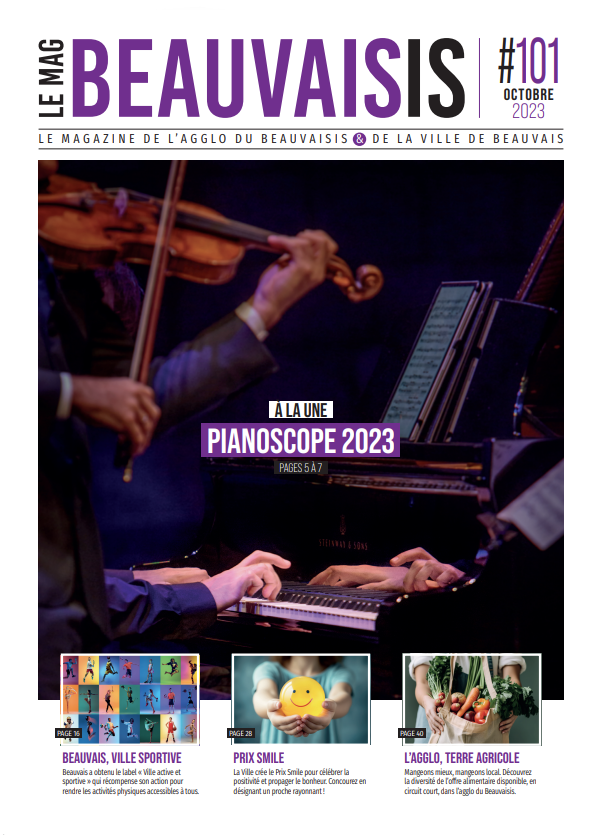 LE MAG
BEAUVAISIS
#101
OCTOBRE
2023
LE MAGAZINE DE L'AGGLO DU BEAUVAISIS & DE LA VILLE DE BEAUVAIS
À LA UNE
PIANOSCOPE 2023
PAGES 5 À 7
STEINWAY & SONS
PAGE 16
BEAUVAIS, VILLE SPORTIVE
Beauvais a obtenu le label « Ville active et
sportive » qui récompense son action pour
rendre les activités physiques accessibles à tous.
PAGE 28
PRIX SMILE
La Ville crée le Prix Smile pour célébrer la
positivité et propager le bonheur. Concourez en
désignant un proche rayonnant !
PAGE 40
L'AGGLO, TERRE AGRICOLE
Mangeons mieux, mangeons local. Découvrez
la diversité de l'offre alimentaire disponible, en
circuit court, dans l'agglo du Beauvaisis.